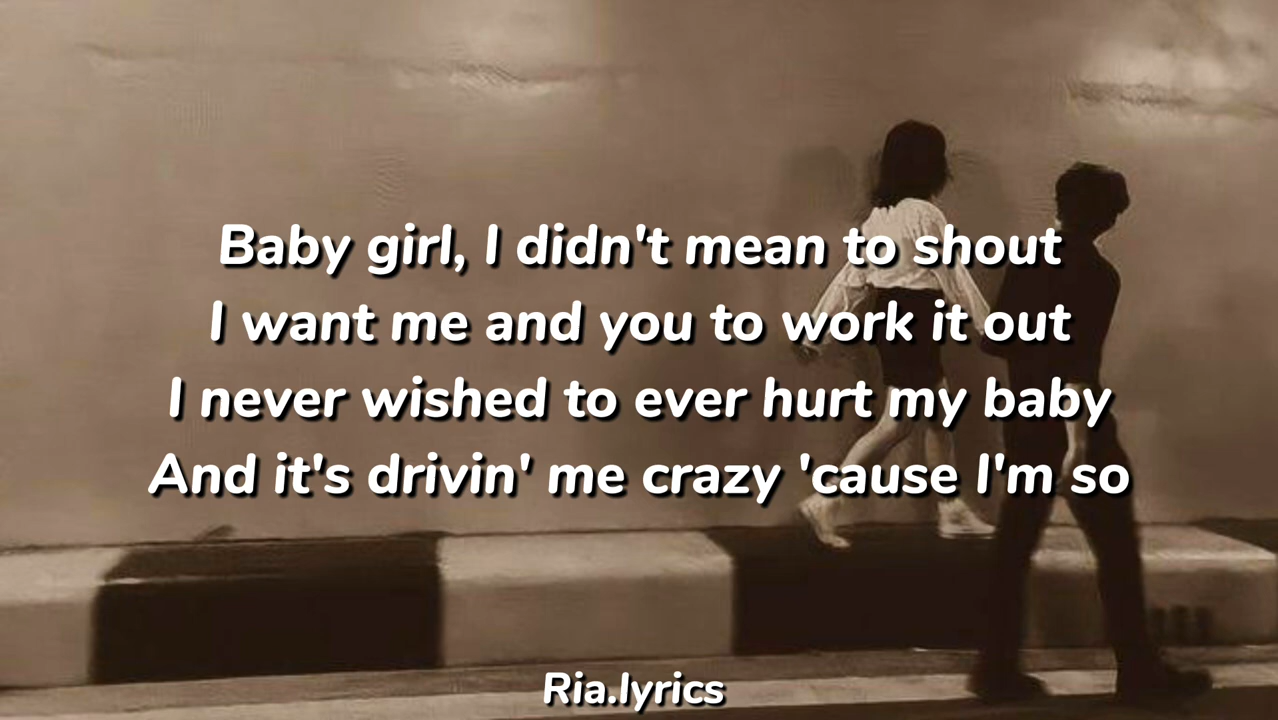 Baby girl, I didn't mean to shout
I want me and you to work it out
I never wished to ever hurt my baby
And it's drivin' me crazy 'cause I'm so
Ria.lyrics